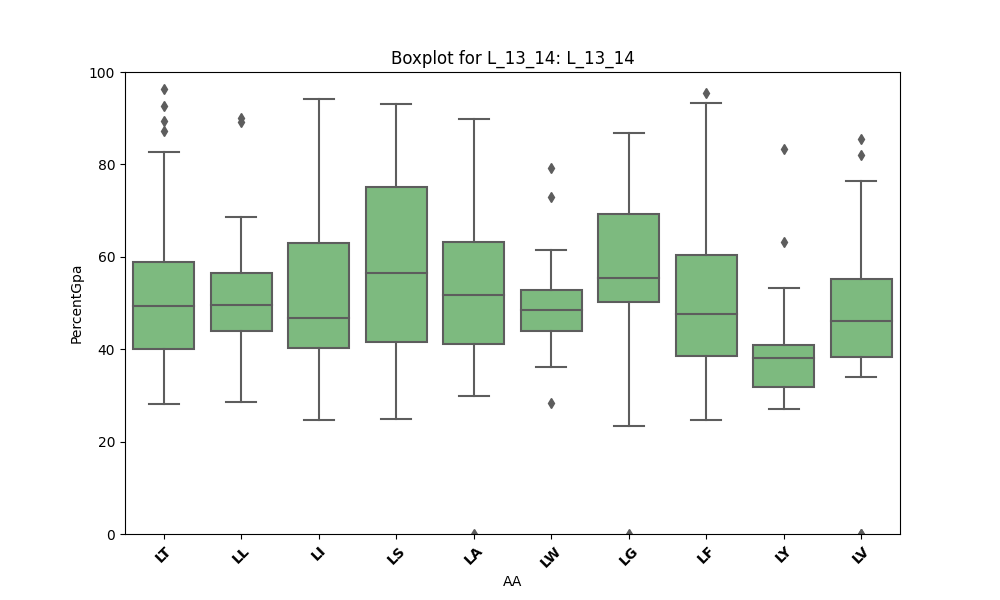 Boxplot for L_13_14: L_13_14
100
80
60
40
20
0
PercentGpa
LT
LL
LI
LS
LA
LW
LG
LF
LY
LV
AA